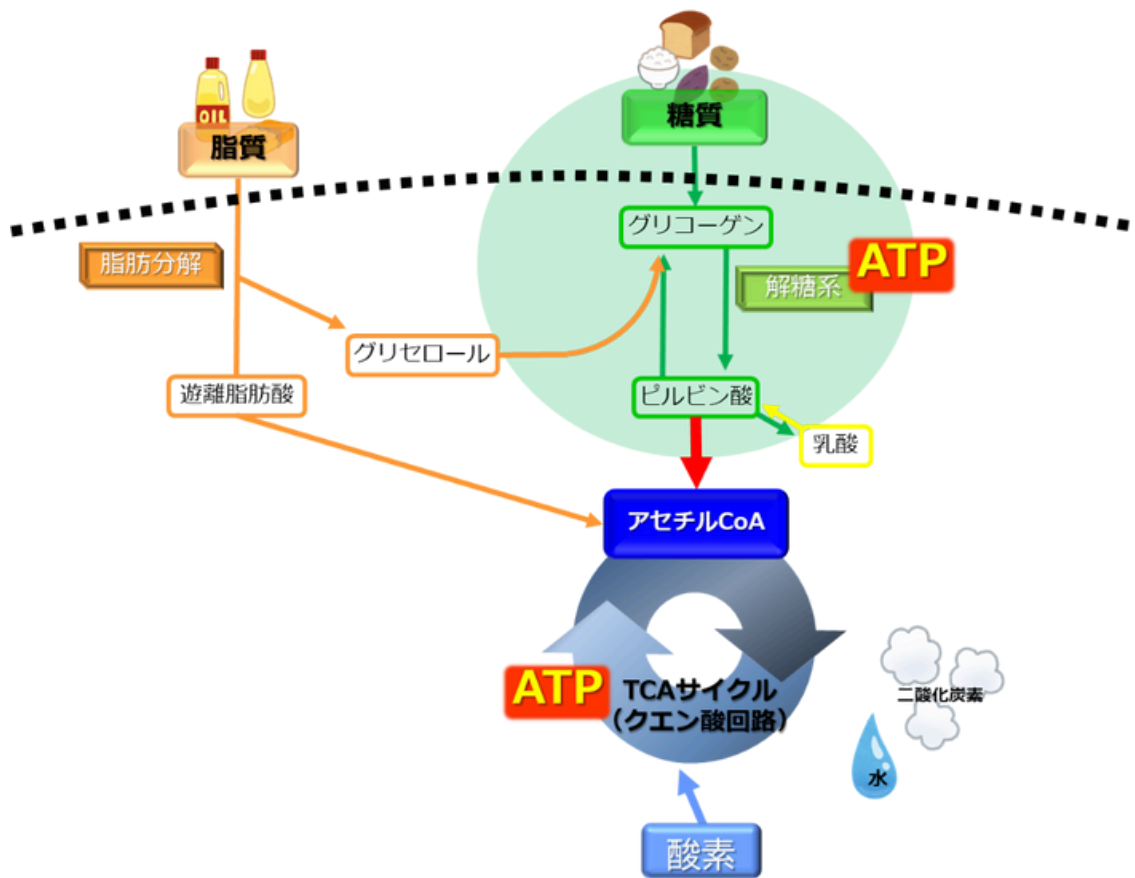 OIL
脂質
糖質
グリコーゲン
脂肪分解
ATP
解糖系
グリセロール
遊離脂肪酸
ピルビン酸
乳酸
アセチルCoA
ATP
TCAサイクル
（クエン酸回路）
二酸化炭素
水
酸素